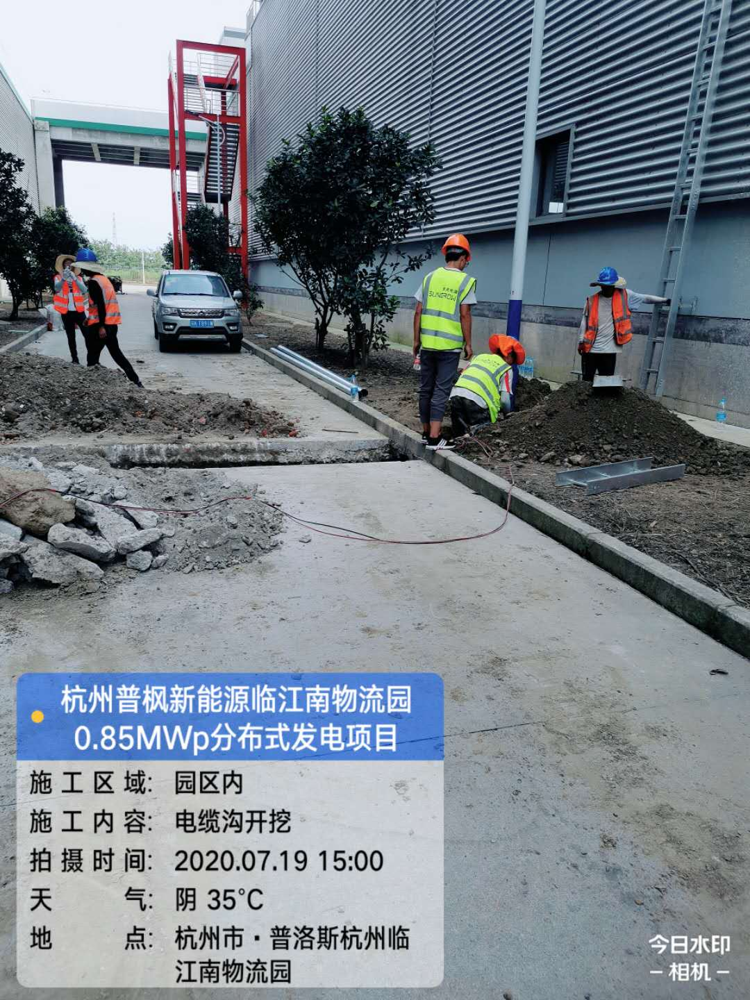 SUNGROW
杭州普枫新能源临江南物流园
0.85MWp分布式发电项目
施工区域: 园区内
施工内容: 电缆沟开挖
拍摄时间: 2020.07.19 15:00
天气: 阴 35°C
地点: 杭州市·普洛斯杭州临
江南物流园
今日水印
-相机-